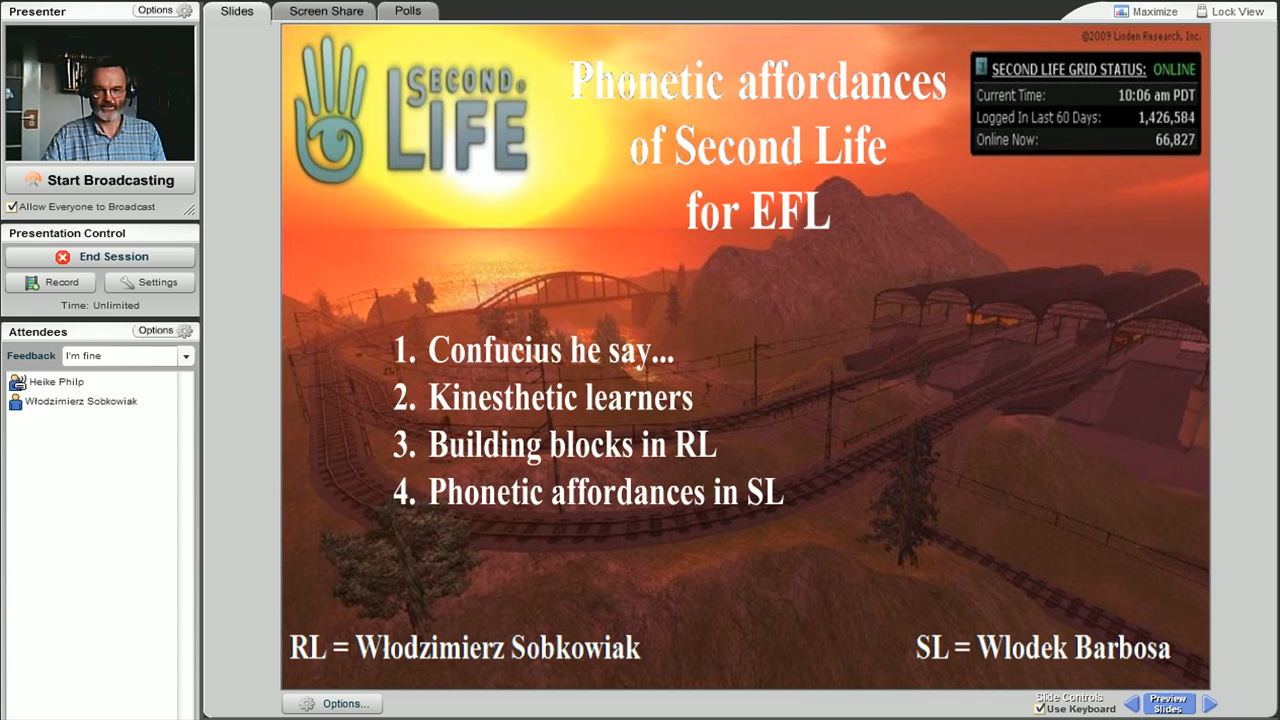 Presenter
Options
Start Broadcasting
Allow Everyone to Broadcast
Presentation Control
End Session
Record
Settings
Time: Unlimited
Attendees
Options
Feedback
I'm fine
Heike Philp
Włodzimierz Sobkowiak
Slides
Screen Share
Polls
Maximize
Lock View
©2009 Linden Research, Inc.
SECOND LIFE
Phonetic affordances
of Second Life
for EFL
SECOND LIFE GRID STATUS: ONLINE
Current Time: 10:06 am PDT
Logged In Last 60 Days: 1,426,584
Online Now: 66,827
1. Confucius he say...
2. Kinesthetic learners
3. Building blocks in RL
4. Phonetic affordances in SL
RL = Włodzimierz Sobkowiak
SL = Wlodek Barbosa
Options...
Slide Controls
Use Keyboard
Preview
Slides